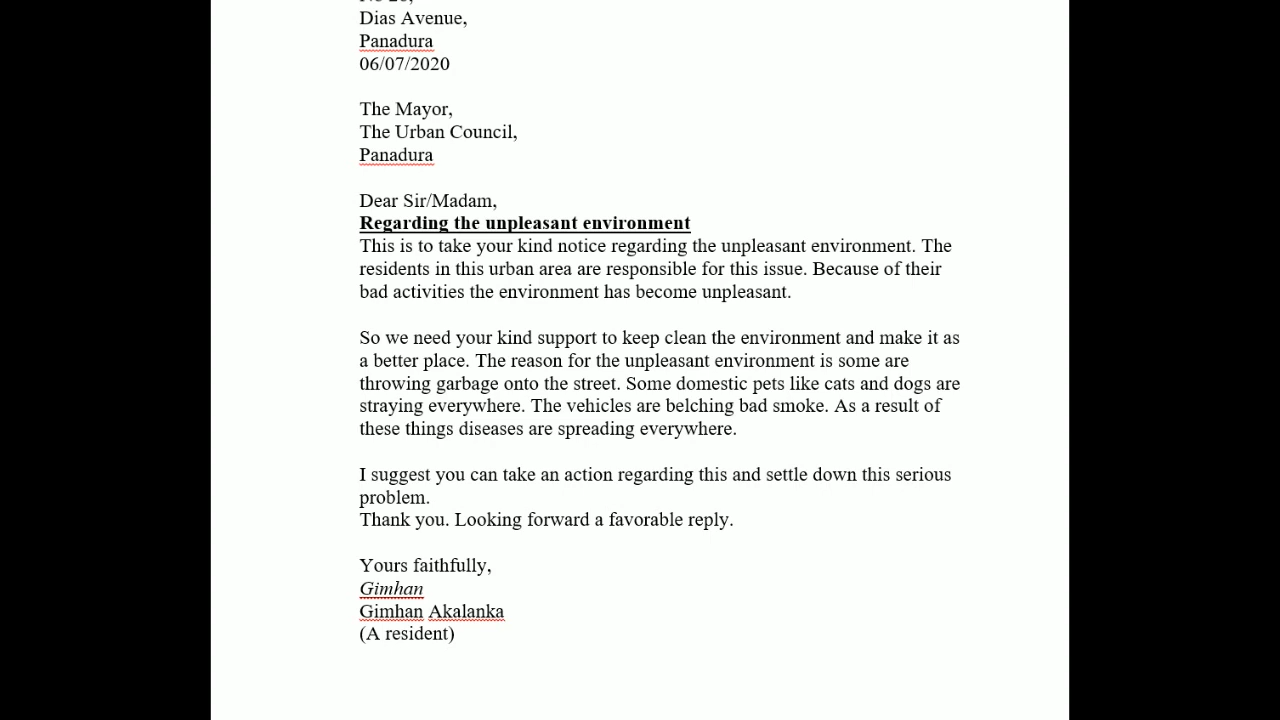 Dias Avenue,
Panadura
06/07/2020
The Mayor,
The Urban Council,
Panadura
Dear Sir/Madam,
Regarding the unpleasant environment
This is to take your kind notice regarding the unpleasant environment. The
residents in this urban area are responsible for this issue. Because of their
bad activities the environment has become unpleasant.
So we need your kind support to keep clean the environment and make it as
a better place. The reason for the unpleasant environment is some are
throwing garbage onto the street. Some domestic pets like cats and dogs are
straying everywhere. The vehicles are belching bad smoke. As a result of
these things diseases are spreading everywhere.
I suggest you can take an action regarding this and settle down this serious
problem.
Thank you. Looking forward a favorable reply.
Yours faithfully,
Gimhan
Gimhan Akalanka
(A resident)